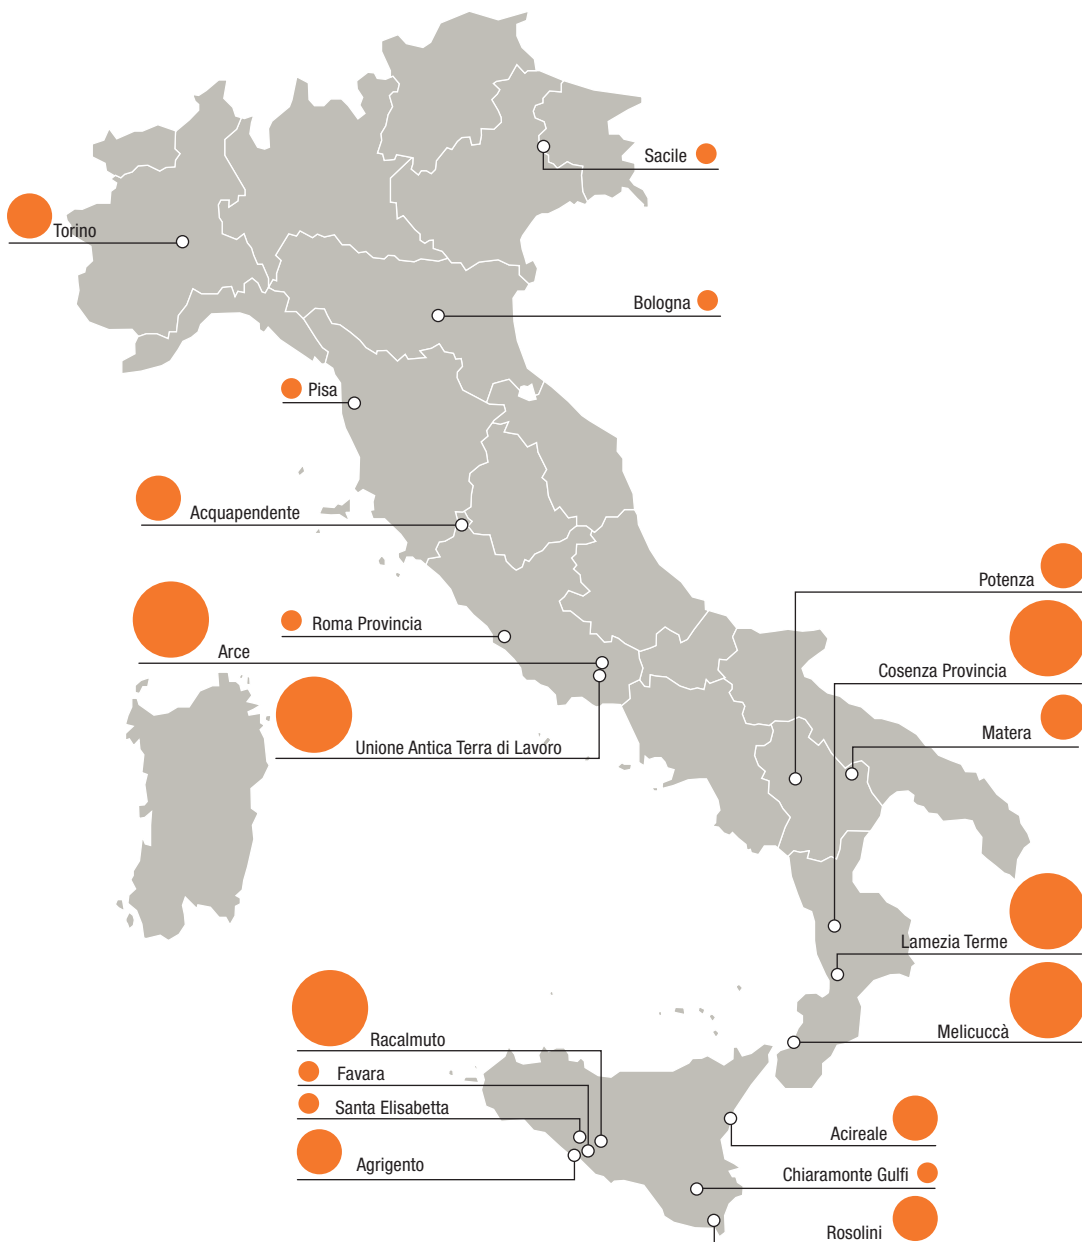 Sacile
Torino
Bologna
Pisa
Acquapendente
Potenza
Roma Provincia
Arce
Cosenza Provincia
Matera
Unione Antica Terra di Lavoro
Lamezia Terme
Melicuccà
Racalmuto
Favara
Santa Elisabetta
Agrigento
Acireale
Chiaramonte Gulfi
Rosolini